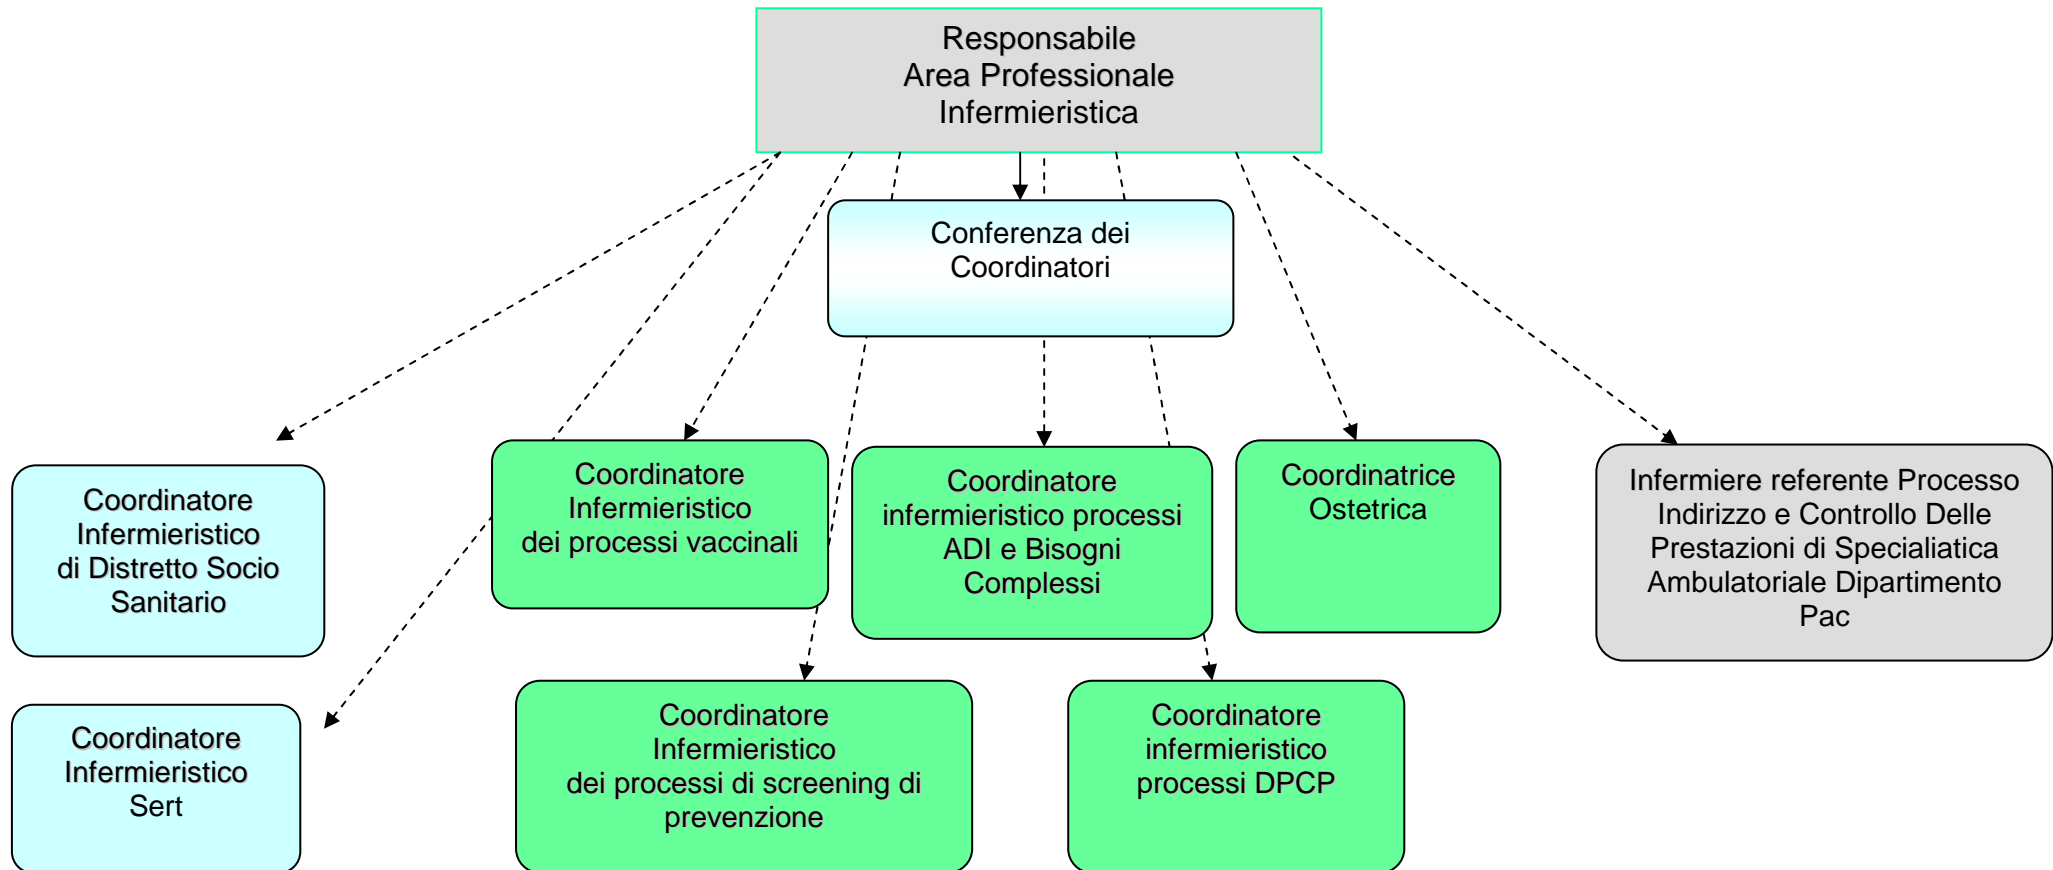 Responsabile
Area Professionale
Infermieristica
Conferenza dei
Coordinatori
Coordinatore
Infermieristico
di Distretto Socio
Sanitario
Coordinatore
Infermieristico
dei processi vaccinali
Coordinatore
infermieristico processi
ADI e Bisogni
Complessi
Coordinatrice
Ostetrica
Infermiere referente Processo
Indirizzo e Controllo Delle
Prestazioni di Specialiatica
Ambulatoriale Dipartimento
Pac
Coordinatore
Infermieristico
Sert
Coordinatore
Infermieristico
dei processi di screening di
prevenzione
Coordinatore
infermieristico
processi DPCP